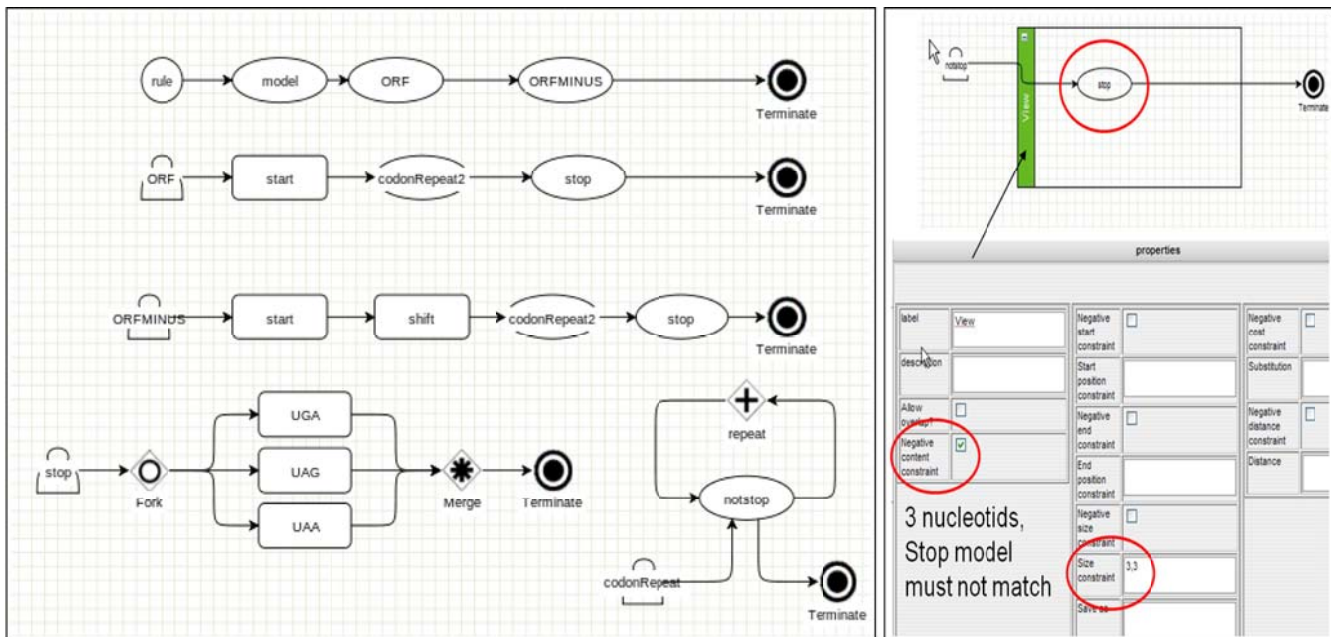 rule
model
ORF
ORFMINUS
Terminate
ORF
start
codonRepeat2
stop
Terminate
ORFMINUS
start
shift
codonRepeat2
stop
Terminate
stop
Fork
UGA
UAG
UAA
Merge
Terminate
repeat
notstop
codonRepeat
Terminate
notstop
View
stop
Terminate
properties
label
View
description
Allow
overlap?
Negative
content
constraint
Negative
start
constraint
Start
position
constraint
Negative
end
constraint
End
position
constraint
Negative
size
constraint
Size
constraint
3,3
Save as
Negative
cost
constraint
Substitution
Negative
distance
constraint
Distance
3 nucleotids,
Stop model
must not match